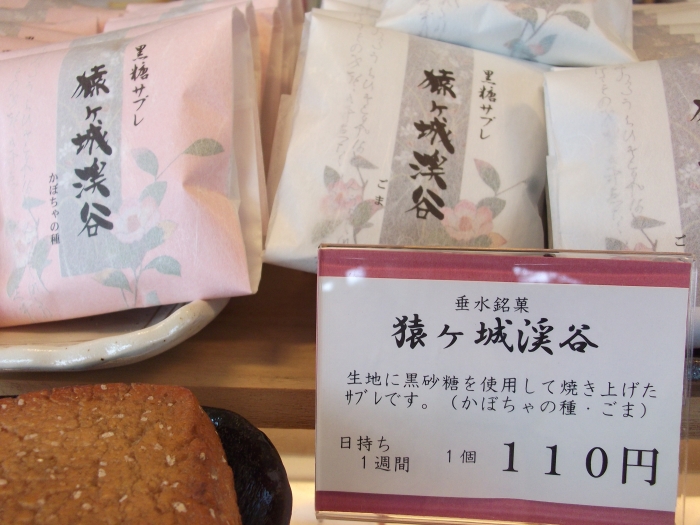 黒糖サブレ
猿ヶ城渓谷
かぼちゃの種
黒糖サブレ
猿ヶ城渓谷
ごま
垂水銘菓
猿ヶ城渓谷
生地に黒砂糖を使用して焼き上げた
ｻﾌﾞﾚです。（かぼちゃの種・ごま）
日持ち
1週間
1個 110円